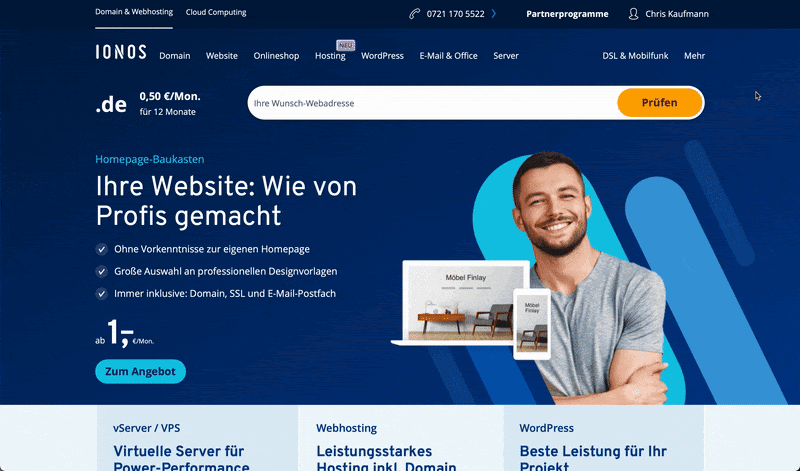 Domain & Webhosting
Cloud Computing
0721 170 5522
Partnerprogramme
Chris Kaufmann
IONOS
Domain
Website
Onlineshop
Hosting
NEU
WordPress
E-Mail & Office
Server
DSL & Mobilfunk
Mehr
.de
0,50 €/Mon.
für 12 Monate
Ihre Wunsch-Webadresse
Prüfen
Homepage-Baukasten
Ihre Website: Wie von
Profis gemacht
Ohne Vorkenntnisse zur eigenen Homepage
Große Auswahl an professionellen Designvorlagen
Immer inklusive: Domain, SSL und E-Mail-Postfach
ab 1,– €/Mon.
Zum Angebot
Möbel Finlay
Möbel Finlay
vServer / VPS
Virtuelle Server für
Power-Performance
Webhosting
Leistungsstarkes
Hosting inkl. Domain
WordPress
Beste Leistung für Ihr
Projekt